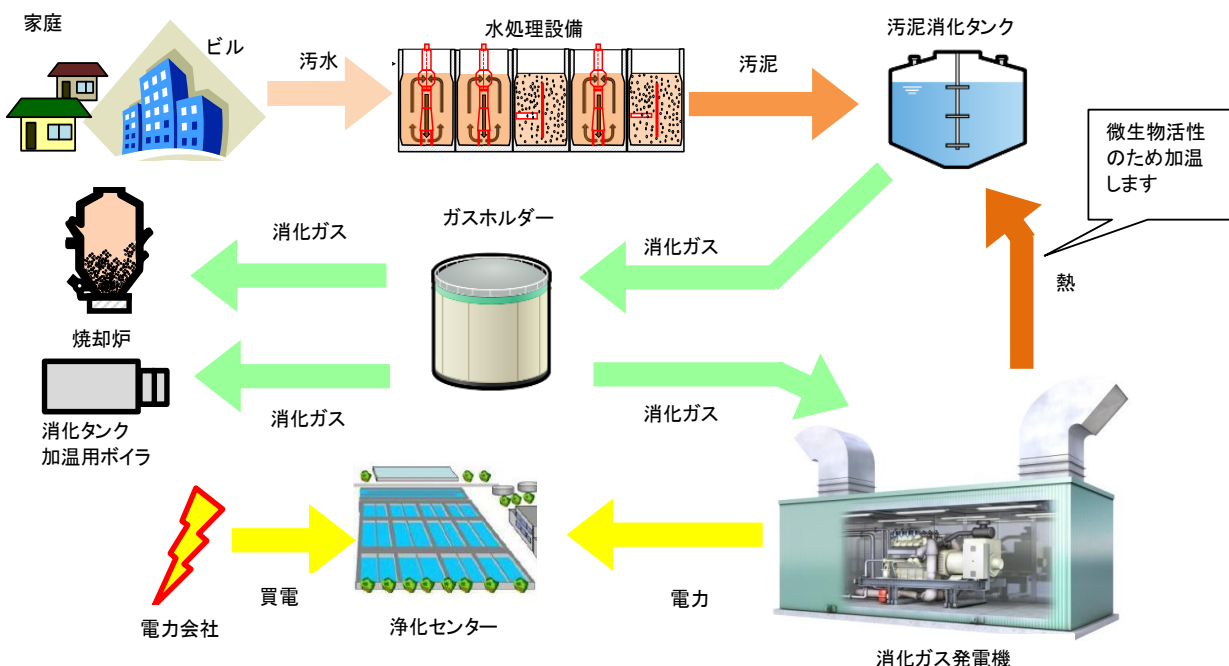 家庭
ビル
汚水
水処理設備
汚泥
汚泥消化タンク
微生物活性
のため加温
します
消化ガス
ガスホルダー
消化ガス
熱
焼却炉
消化ガス
消化ガス
消化タンク
加温用ボイラ
買電
電力
電力会社
浄化センター
消化ガス発電機